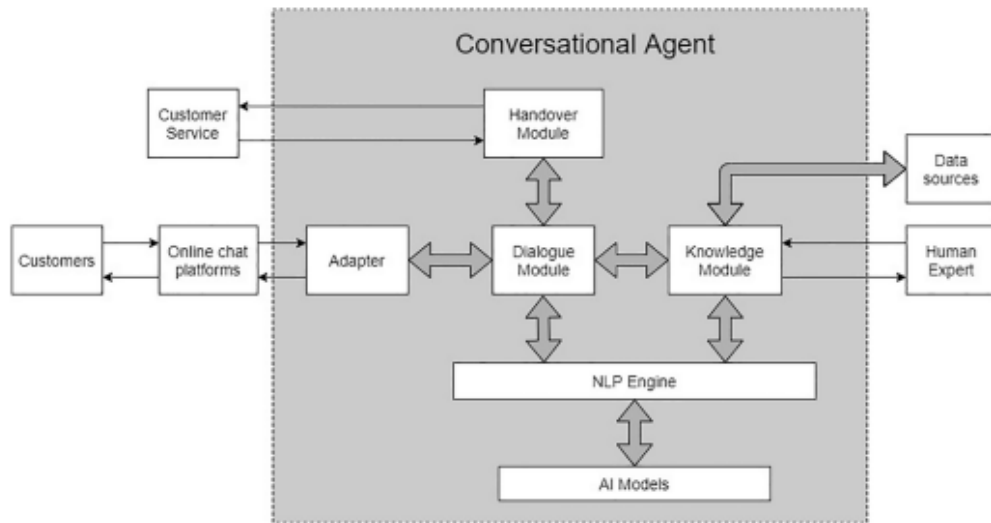 Conversational Agent
Customer
Service
Handover
Module
Data
sources
Customers
Online chat
platforms
Adapter
Dialogue
Module
Knowledge
Module
Human
Expert
NLP Engine
AI Models